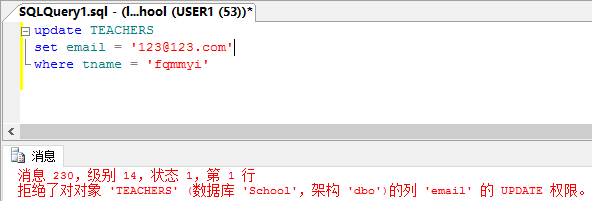 SQLQuery1.sql - (l...hool (USER1 (53))*
update TEACHERS
set email = '123@123.com'
where tname = 'fqmmyi'
消息
消息 230，级别 14，状态 1，第 1 行
拒绝了对对象 'TEACHERS' (数据库 'School'，架构 'dbo')的列 'email' 的 UPDATE 权限。